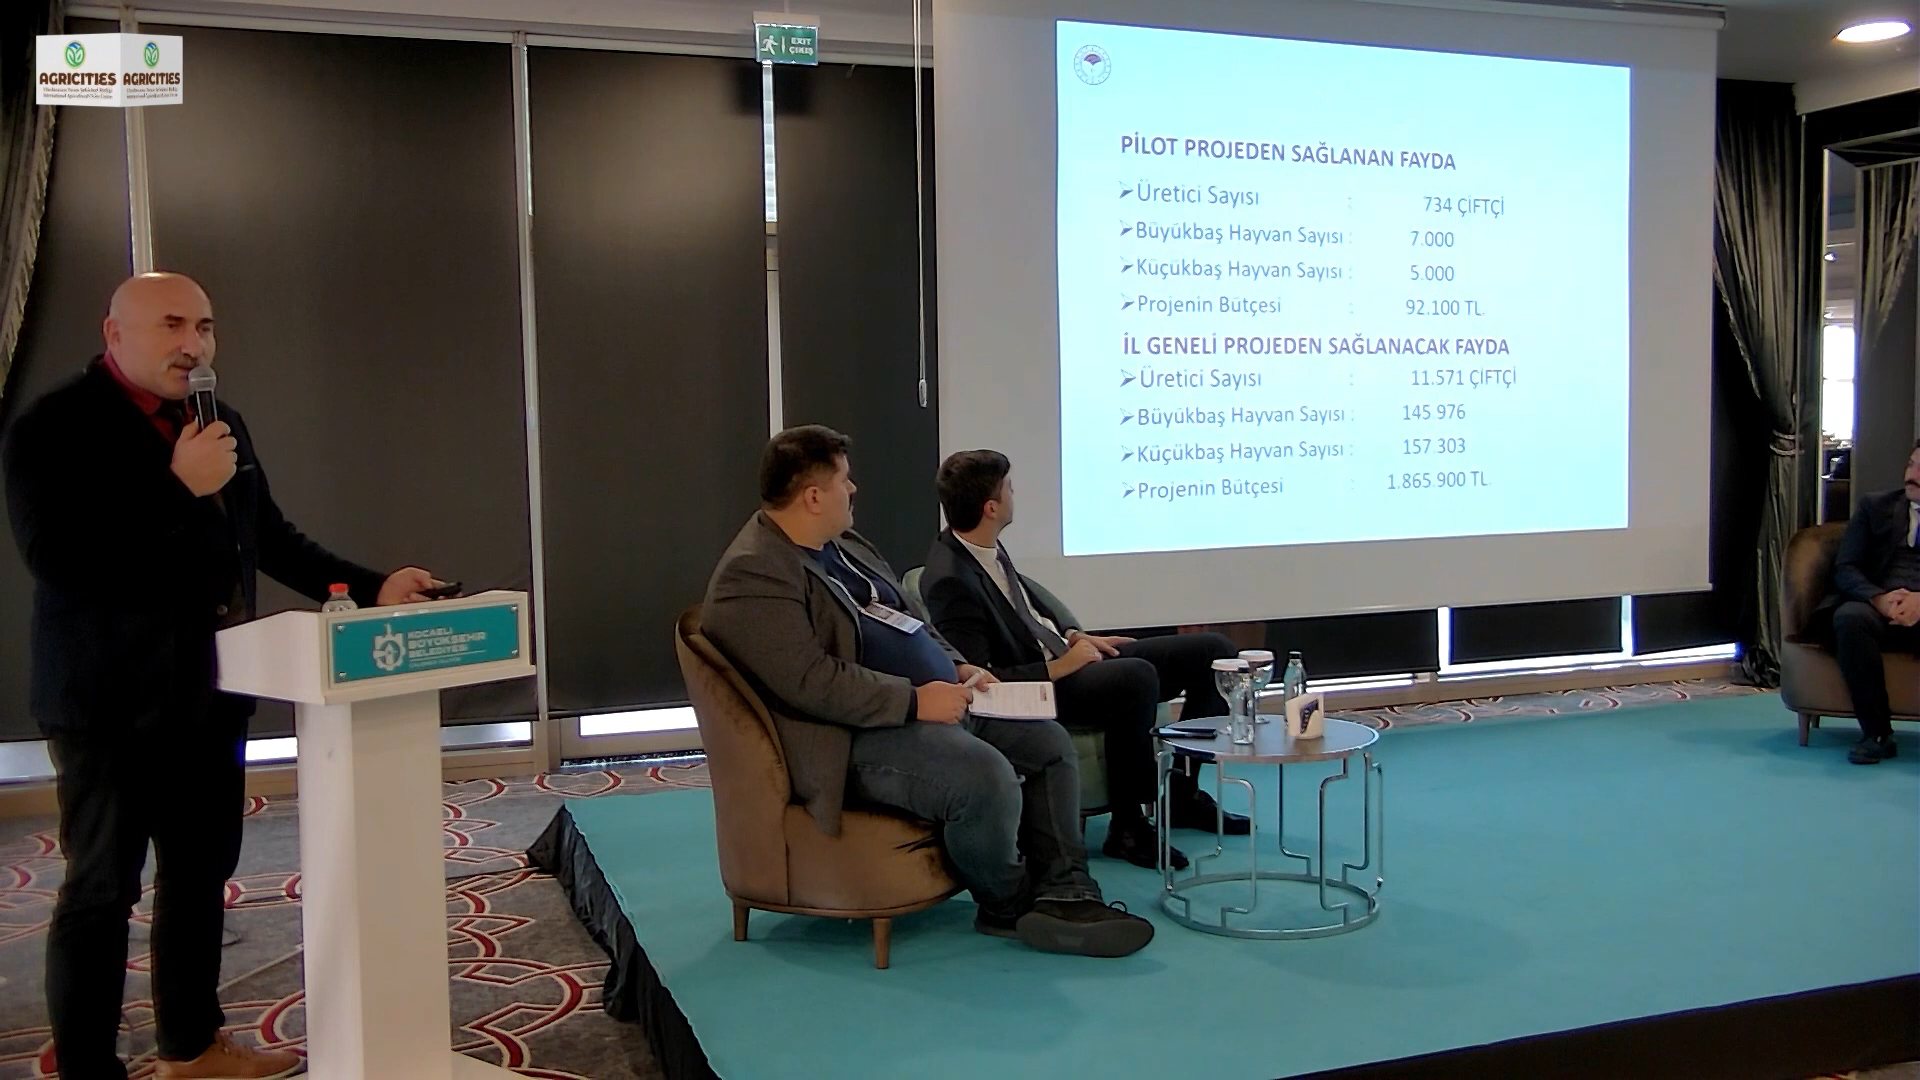 AGRICITIES
AGRICITIES
EXIT
ÇIKIŞ
PİLOT PROJEDEN SAĞLANAN FAYDA
➢Üretici Sayısı : 734 ÇİFTÇİ
➢Büyükbaş Hayvan Sayısı : 7.000
➢Küçükbaş Hayvan Sayısı : 5.000
➢Projenin Bütçesi : 92.100 TL.
İL GENELİ PROJEDEN SAĞLANACAK FAYDA
➢Üretici Sayısı : 11.571 ÇİFTÇİ
➢Büyükbaş Hayvan Sayısı : 145 976
➢Küçükbaş Hayvan Sayısı : 157 303
➢Projenin Bütçesi : 1.865.900 TL.
KOCAELİ
BÜYÜKŞEHİR
BELEDİYESİ